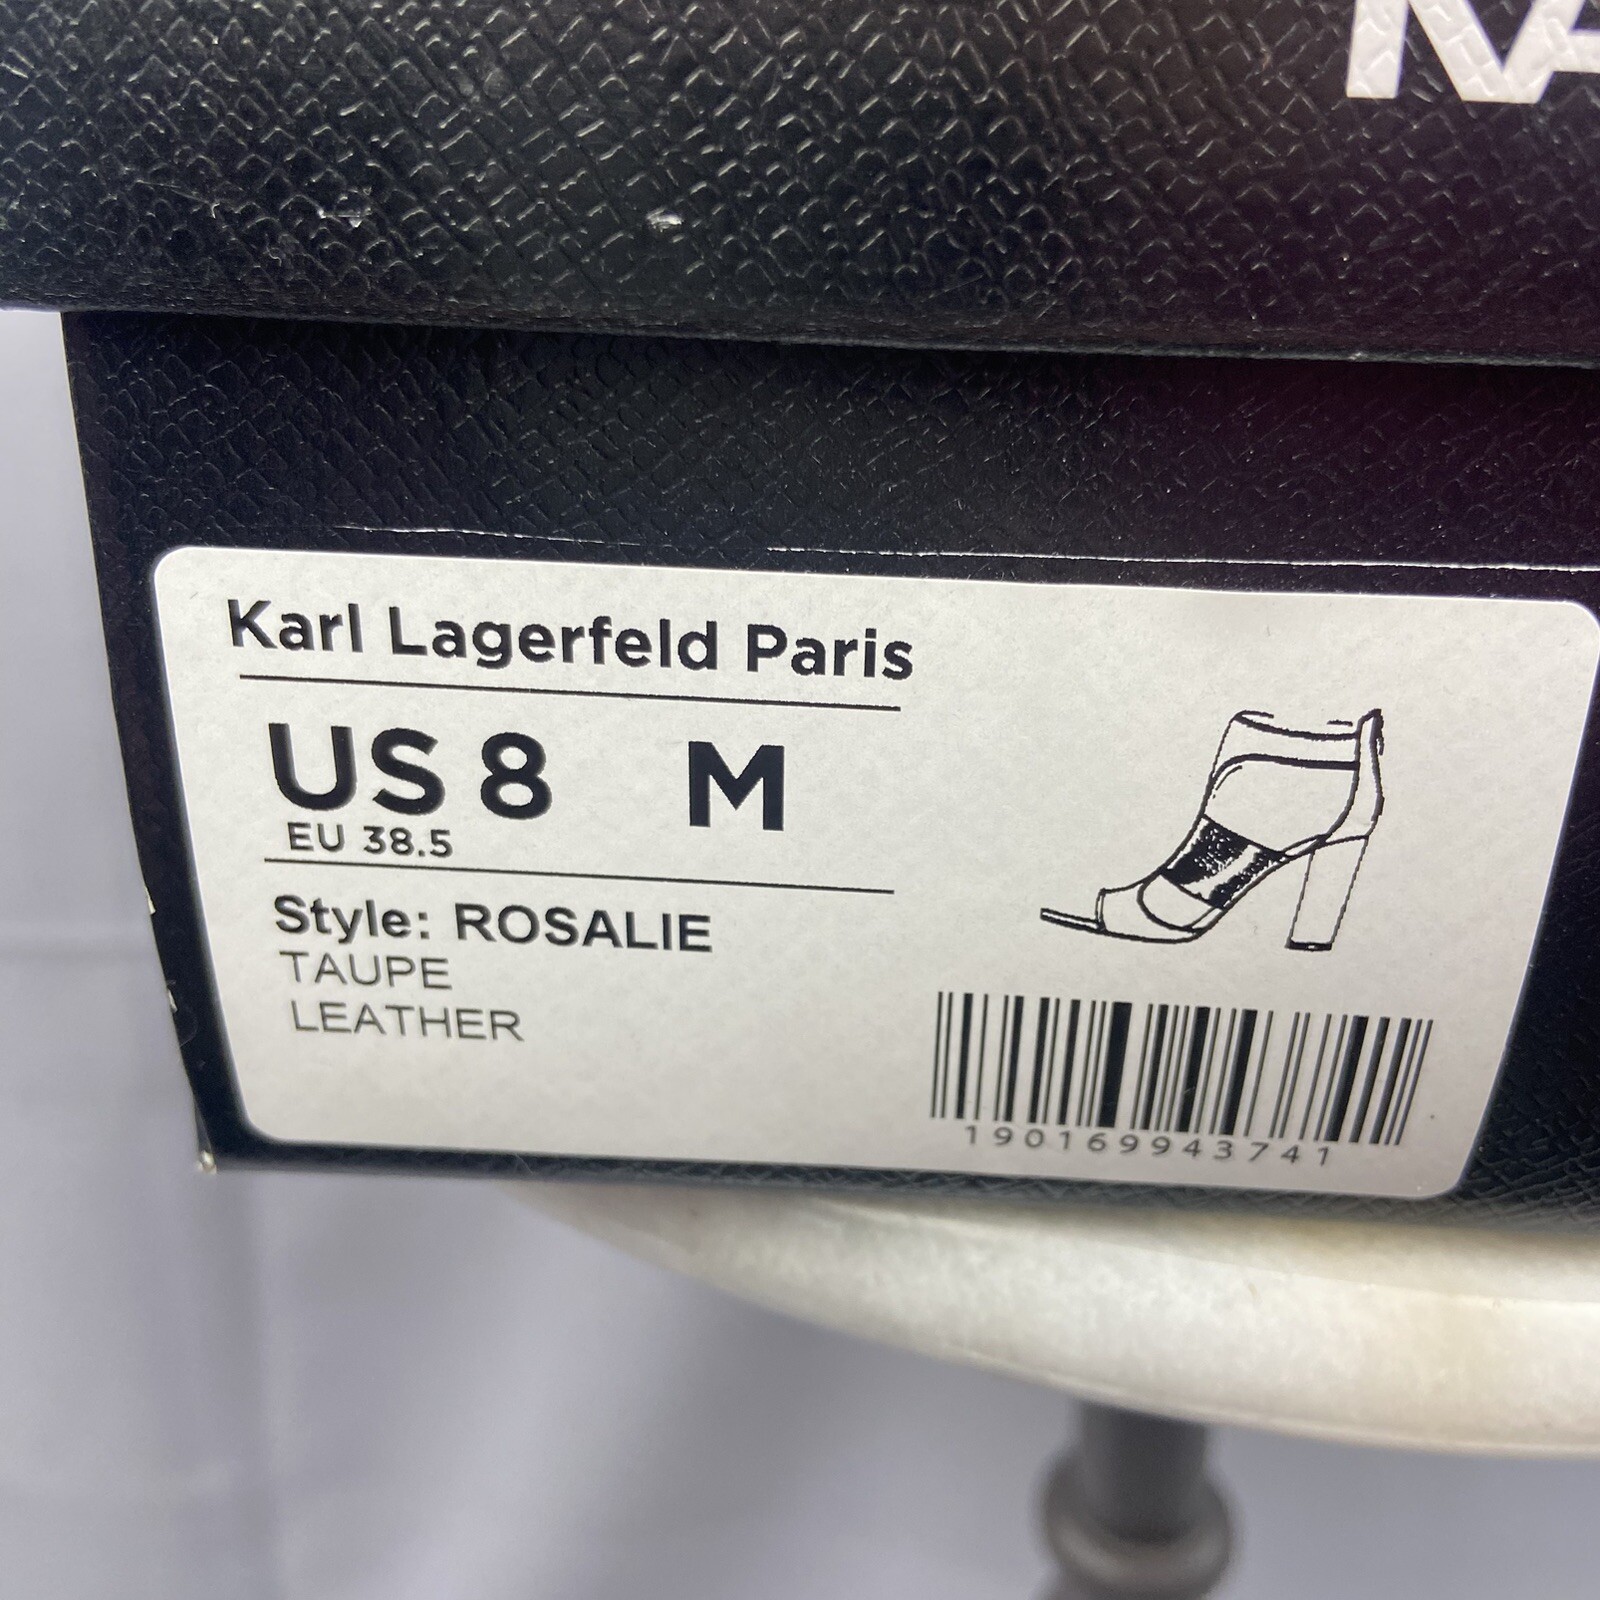 Karl Lagerfeld Paris
US 8 M
EU 38.5
Style: ROSALIE
TAUPE
LEATHER
190169943741